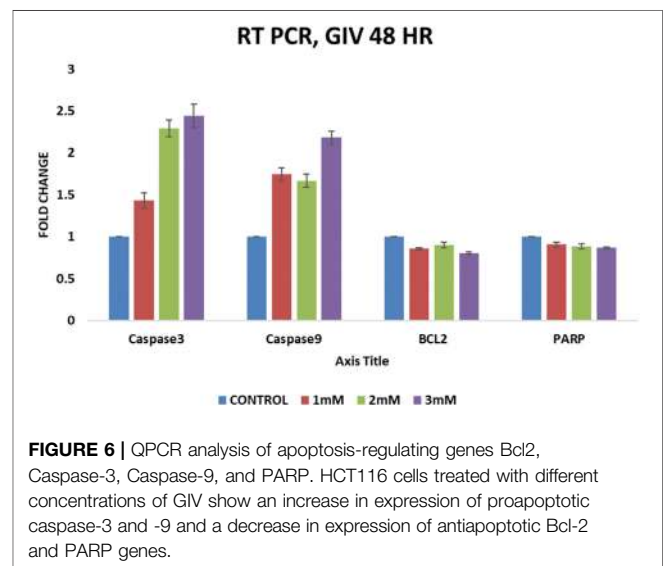 RT PCR, GIV 48 HR
3
2.5
2
1.5
1
0.5
0
FOLD CHANGE
Caspase3 Caspase9 BCL2 PARP
Axis Title
CONTROL 1mM 2mM 3mM
FIGURE 6 | QPCR analysis of apoptosis-regulating genes Bcl2,
Caspase-3, Caspase-9, and PARP. HCT116 cells treated with different
concentrations of GIV show an increase in expression of proapoptotic
caspase-3 and -9 and a decrease in expression of antiapoptotic Bcl-2
and PARP genes.